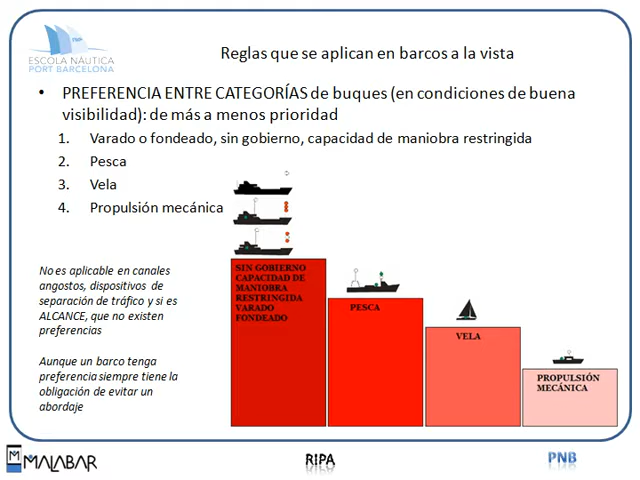 ESCOLA NÁUTICA
PORT BARCELONA
Reglas que se aplican en barcos a la vista
• PREFERENCIA ENTRE CATEGORÍAS de buques (en condiciones de buena
visibilidad): de más a menos prioridad
1. Varado o fondeado, sin gobierno, capacidad de maniobra restringida
2. Pesca
3. Vela
4. Propulsión mecánica
No es aplicable en canales
angostos, dispositivos de
separación de tráfico y si es
ALCANCE, que no existen
preferencias
Aunque un barco tenga
preferencia siempre tiene la
obligación de evitar un
abordaje
SIN GOBIERNO
CAPACIDAD DE
MANIOBRA
RESTRINGIDA
VARADO
FONDEADO
PESCA
VELA
PROPULSIÓN
MECÁNICA
MALABAR
RIPA
PNB